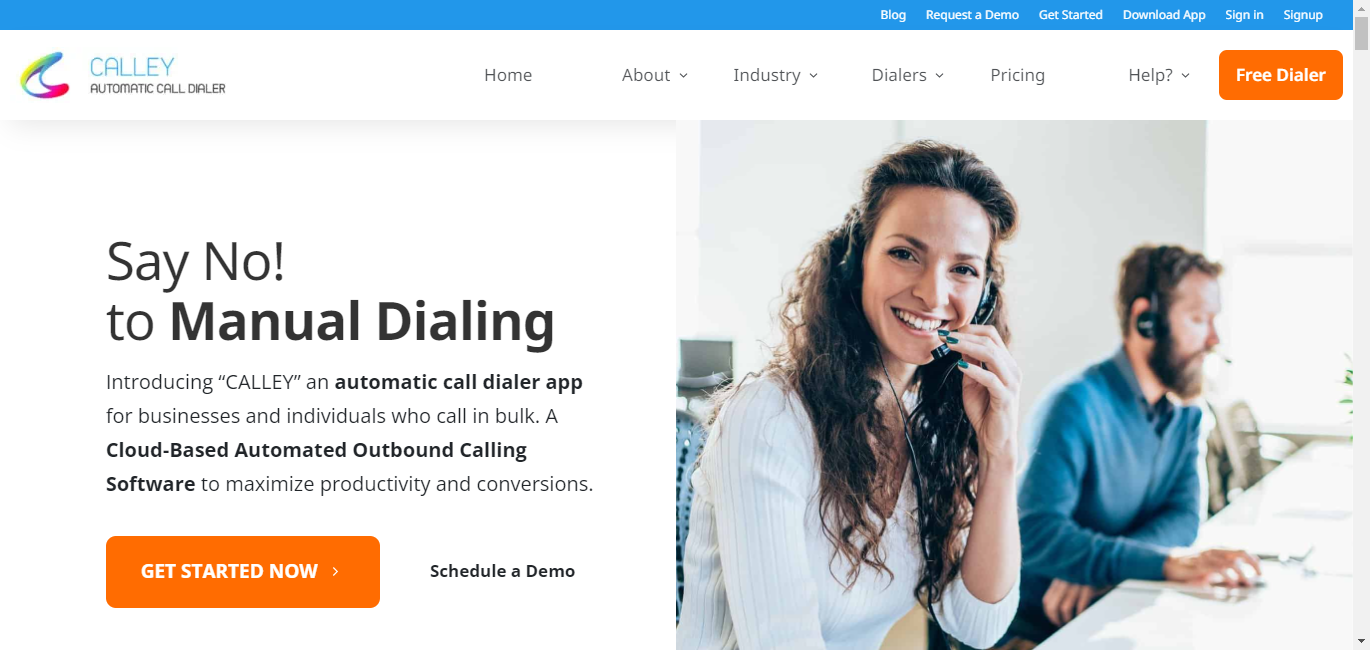 Blog Request a Demo Get Started Download App Sign in Signup
CALLEY
AUTOMATIC CALL DIALER
Home About Industry Dialers Pricing Help? Free Dialer
Say No!
to Manual Dialing
Introducing “CALLEY” an automatic call dialer app
for businesses and individuals who call in bulk. A
Cloud-Based Automated Outbound Calling
Software to maximize productivity and conversions.
GET STARTED NOW
Schedule a Demo